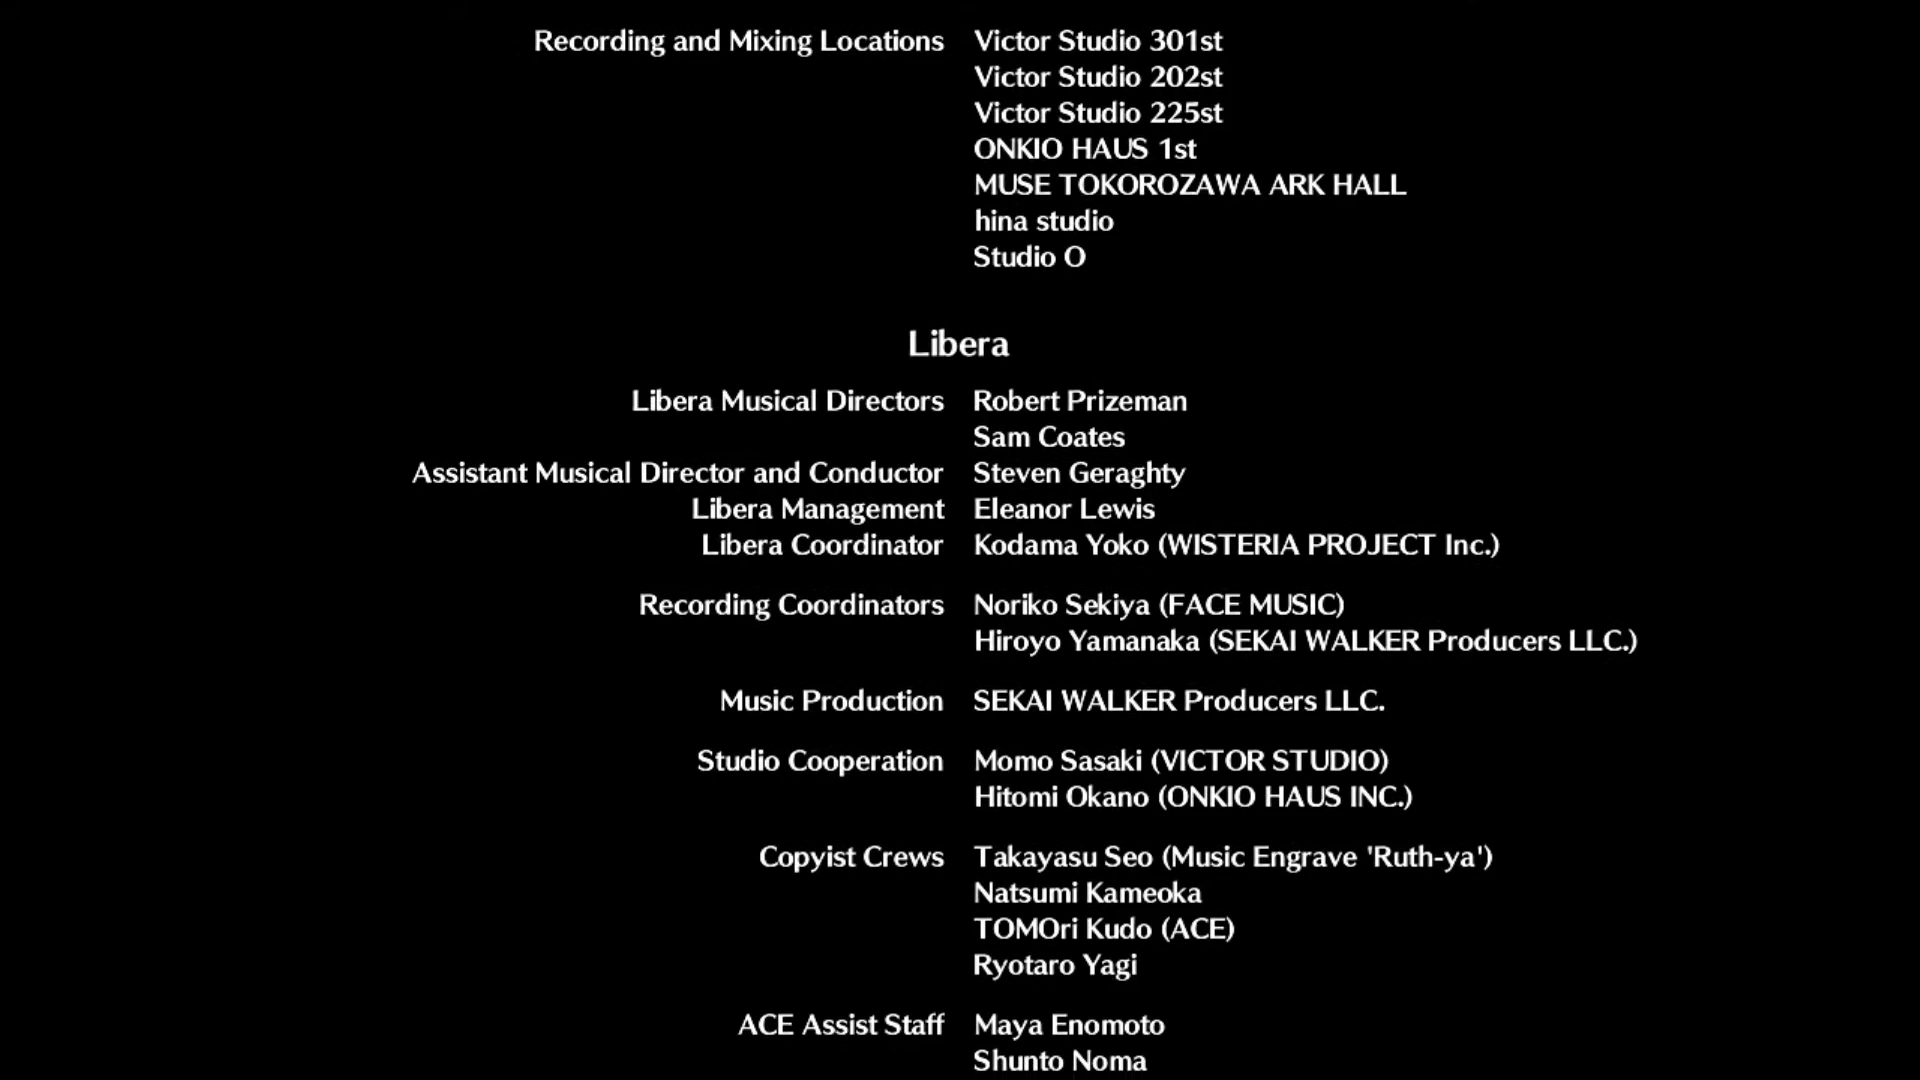 Recording and Mixing Locations Victor Studio 301st
Victor Studio 202st
Victor Studio 225st
ONKIO HAUS 1st
MUSE TOKOROZAWA ARK HALL
hina studio
Studio O
Libera
Libera Musical Directors Robert Prizeman
Sam Coates
Assistant Musical Director and Conductor Steven Geraghty
Libera Management Eleanor Lewis
Libera Coordinator Kodama Yoko (WISTERIA PROJECT Inc.)
Recording Coordinators Noriko Sekiya (FACE MUSIC)
Hiroyo Yamanaka (SEKAI WALKER Producers LLC.)
Music Production SEKAI WALKER Producers LLC.
Studio Cooperation Momo Sasaki (VICTOR STUDIO)
Hitomi Okano (ONKIO HAUS INC.)
Copyist Crews Takayasu Seo (Music Engrave 'Ruth-ya')
Natsumi Kameoka
TOMOri Kudo (ACE)
Ryotaro Yagi
ACE Assist Staff Maya Enomoto
Shunto Noma